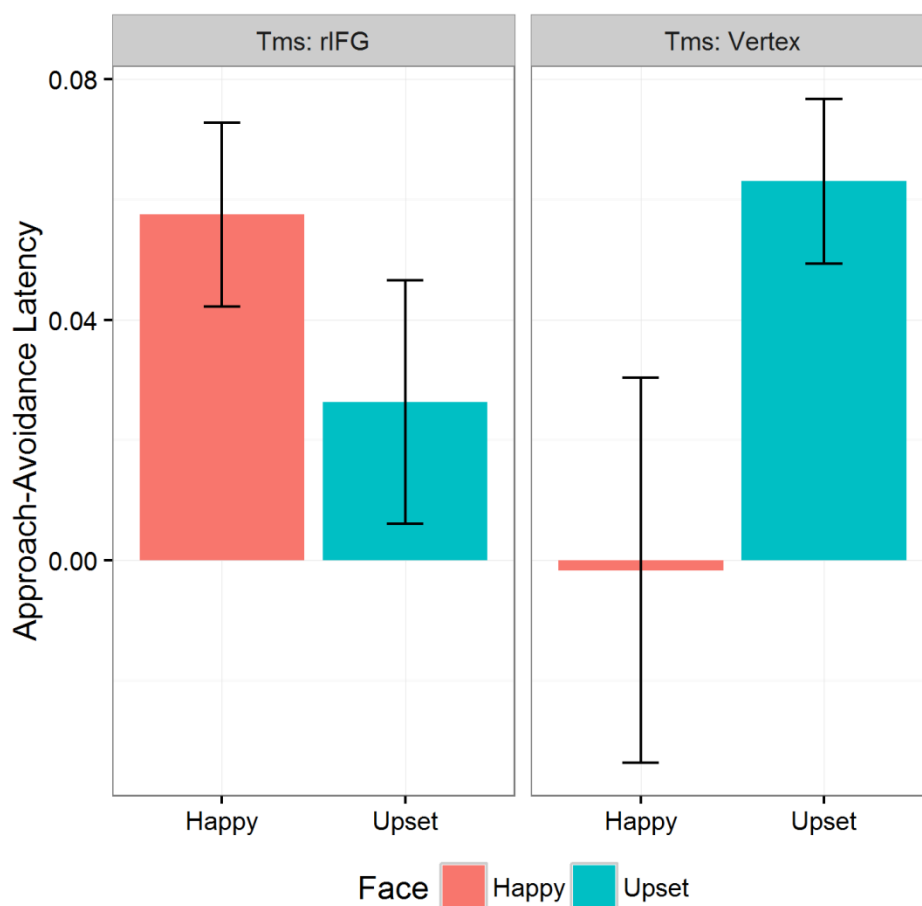 Tms: rIFG
Tms: Vertex
Approach-Avoidance Latency
0.08
0.04
0.00
Happy
Upset
Happy
Upset
Face Happy Upset